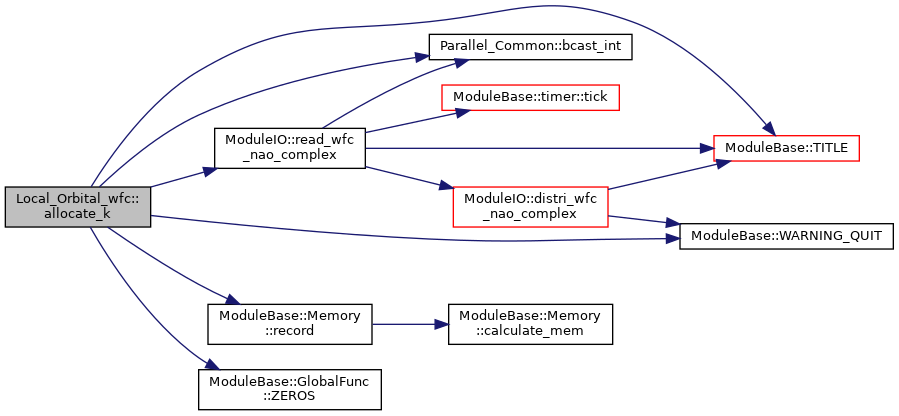 Parallel_Common::bcast_int
ModuleBase::timer::tick
ModuleIO::read_wfc
_nao_complex
ModuleBase::TITLE
Local_Orbital_wfc::
allocate_k
ModuleIO::distri_wfc
_nao_complex
ModuleBase::WARNING_QUIT
ModuleBase::Memory
::record
ModuleBase::Memory
::calculate_mem
ModuleBase::GlobalFunc
::ZEROS